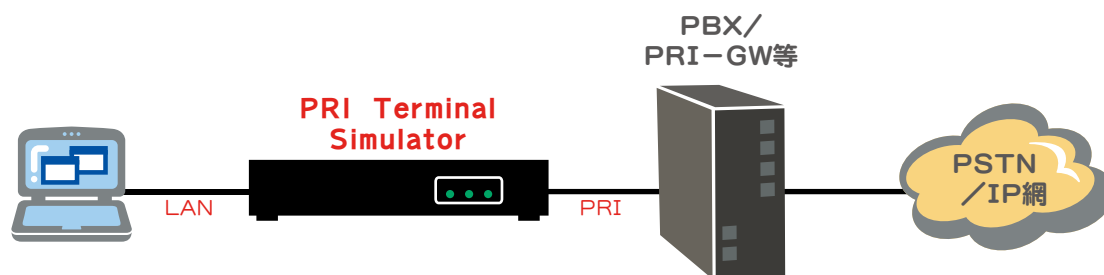 PBX/
PRI-GW等
PRI Terminal
Simulator
LAN
PRI
PSTN
/IP網